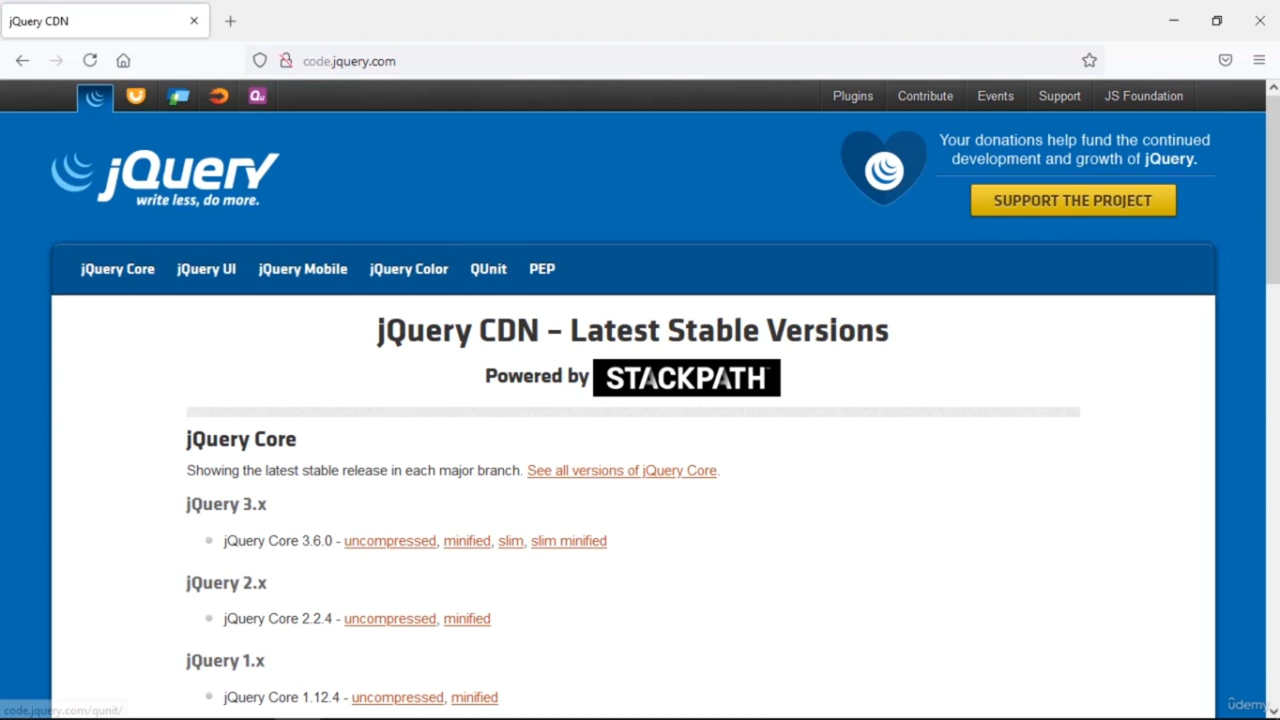 jQuery CDN
code.jquery.com
Qu
Plugins
Contribute
Events
Support
JS Foundation
jQuery
write less, do more.
Your donations help fund the continued
development and growth of jQuery.
SUPPORT THE PROJECT
jQuery Core
jQuery UI
jQuery Mobile
jQuery Color
QUnit
PEP
jQuery CDN – Latest Stable Versions
Powered by STACKPATH
jQuery Core
Showing the latest stable release in each major branch. See all versions of jQuery Core.
jQuery 3.x
jQuery Core 3.6.0 - uncompressed, minified, slim, slim minified
jQuery 2.x
jQuery Core 2.2.4 - uncompressed, minified
jQuery 1.x
jQuery Core 1.12.4 - uncompressed, minified
code.jquery.com/qunit/
ûdemy